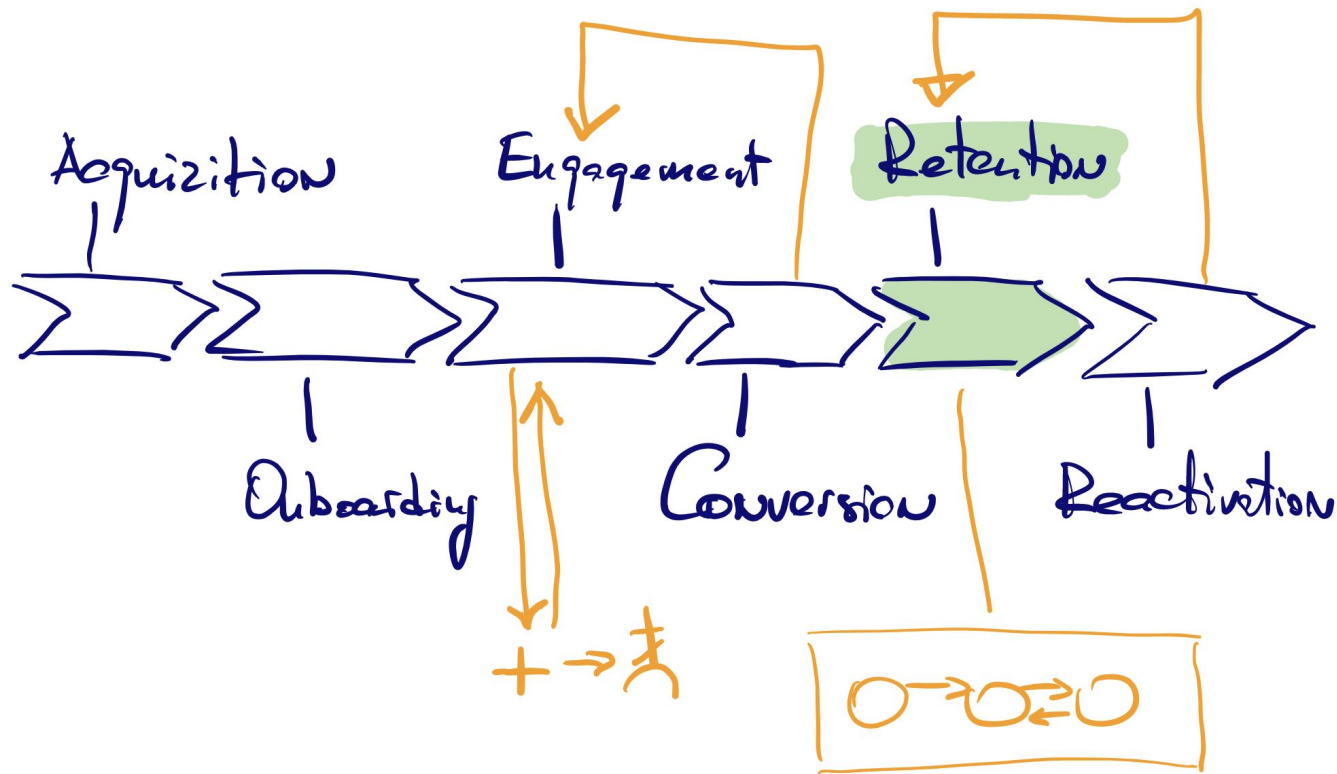 Acquizition
Engagement
Retention
Onboarding
Conversion
Reactivation
+